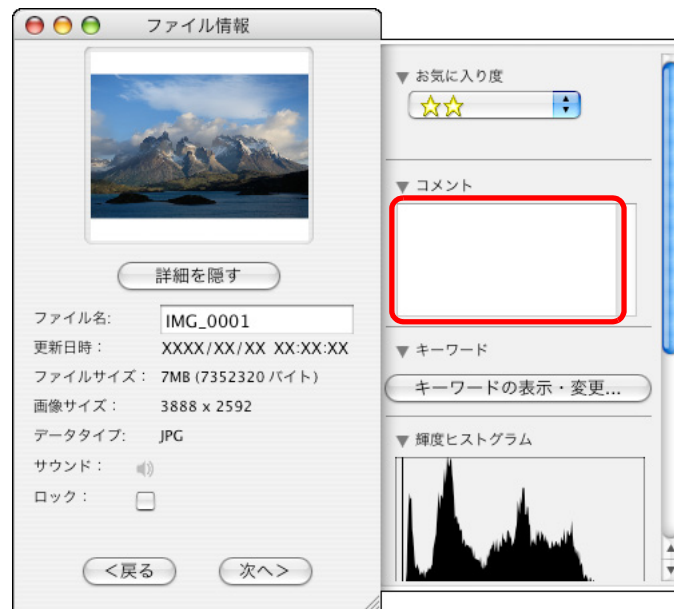 ファイル情報
詳細を隠す
ファイル名: IMG_0001
更新日時： XXXX/XX/XX XX:XX:XX
ファイルサイズ： 7MB (7352320 バイト)
画像サイズ： 3888 x 2592
データタイプ: JPG
サウンド：
ロック：
<戻る 次へ>
お気に入り度
コメント
キーワード
キーワードの表示・変更...
輝度ヒストグラム